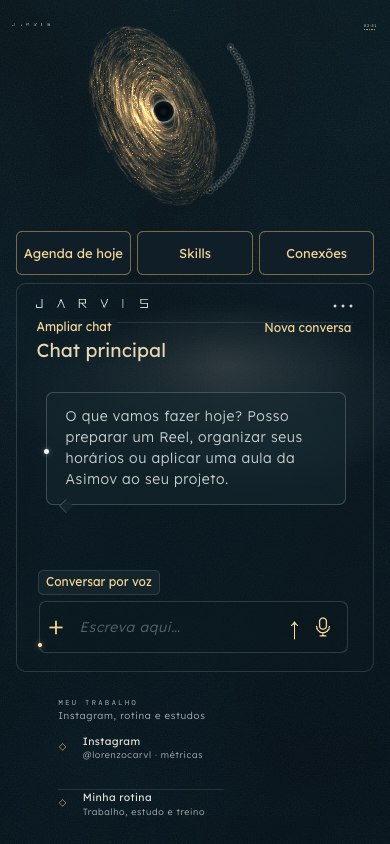 JARVIS
Agenda de hoje
Skills
Conexões
JARVIS
Ampliar chat
Nova conversa
Chat principal
O que vamos fazer hoje? Posso
preparar um Reel, organizar seus
horários ou aplicar uma aula da
Asimov ao seu projeto.
Conversar por voz
Escreva aqui...
MEU TRABALHO
Instagram, rotina e estudos
Instagram
@lorenzocarvl · métricas
Minha rotina
Trabalho, estudo e treino